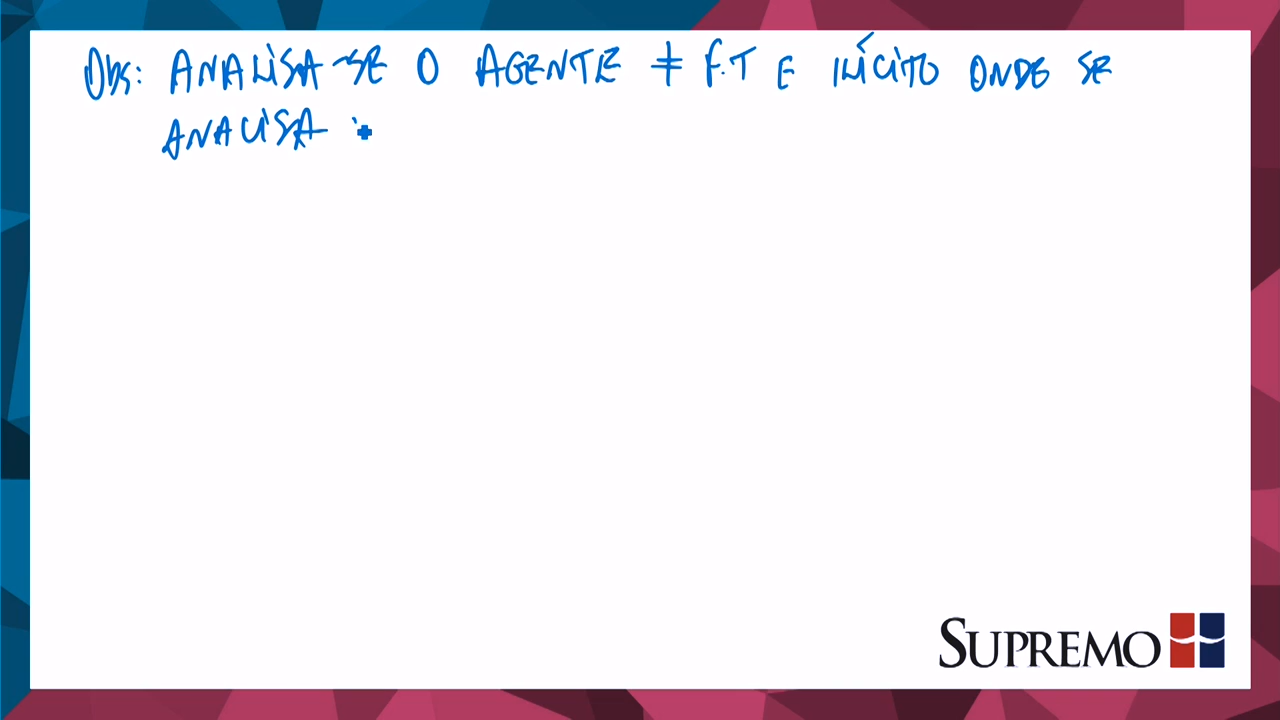 Obs: ANALISA-SE O AGENTE ≠ F.T E ILÍCITO ONDE SE
ANALISA
SUPREMO